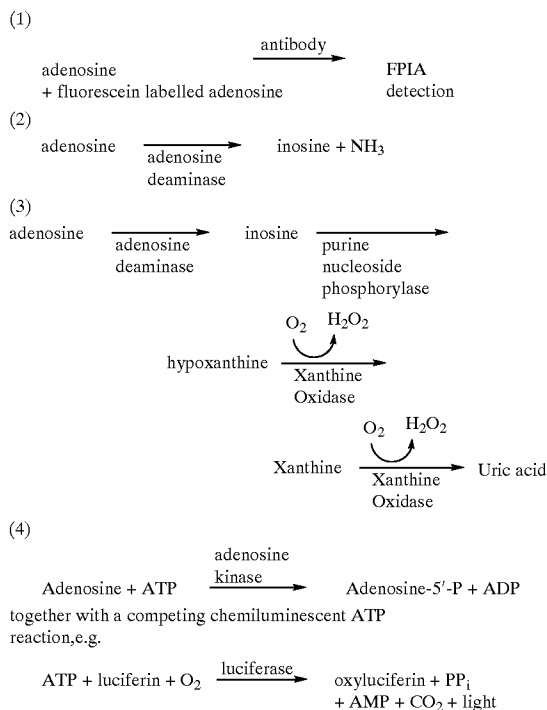 (1)
antibody
adenosine
+ fluorescein labelled adenosine
FPIA
detection
(2)
adenosine
adenosine
deaminase
inosine + NH₃
(3)
adenosine
adenosine
deaminase
inosine
purine
nucleoside
phosphorylase
O₂ H₂O₂
hypoxanthine
Xanthine
Oxidase
O₂ H₂O₂
Xanthine
Xanthine
Oxidase
Uric acid
(4)
adenosine
kinase
Adenosine + ATP
Adenosine-5'-P + ADP
together with a competing chemiluminescent ATP
reaction,e.g.
luciferase
ATP + luciferin + O₂
oxyluciferin + PPᵢ
+ AMP + CO₂ + light